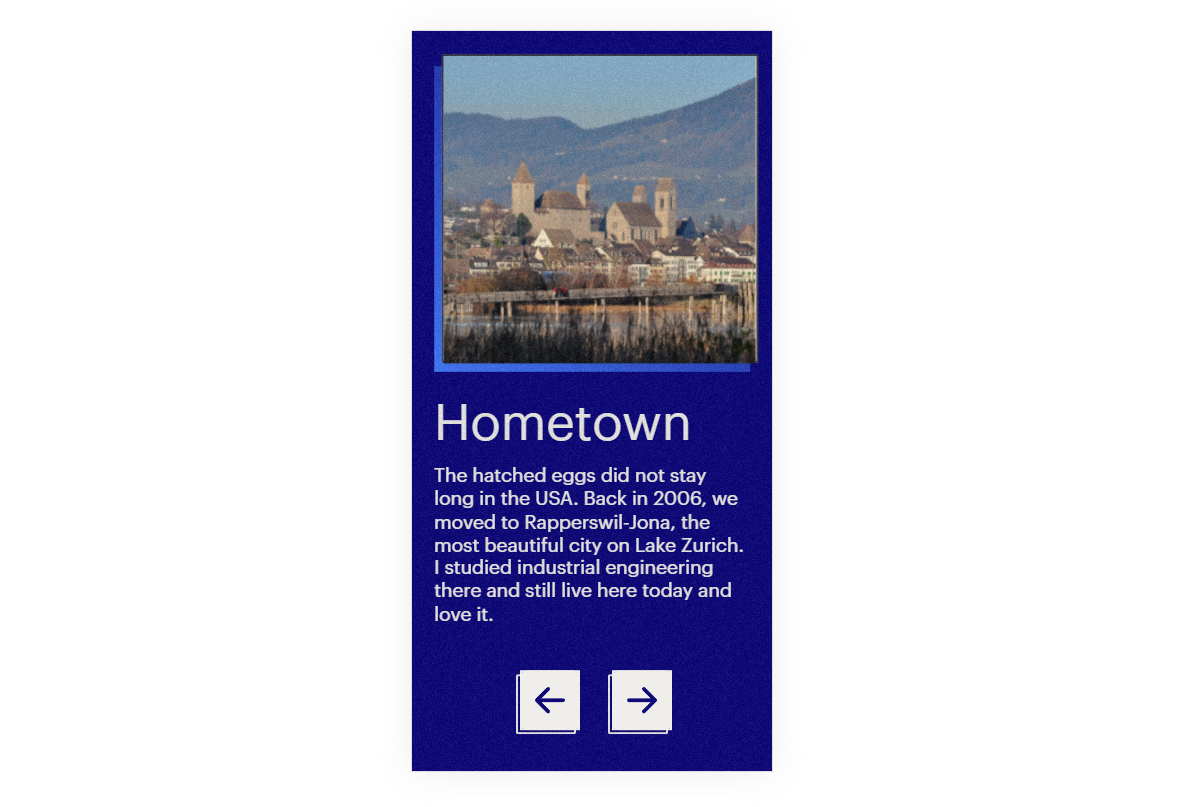 Hometown
The hatched eggs did not stay
long in the USA. Back in 2006, we
moved to Rapperswil-Jona, the
most beautiful city on Lake Zurich.
I studied industrial engineering
there and still live here today and
love it.